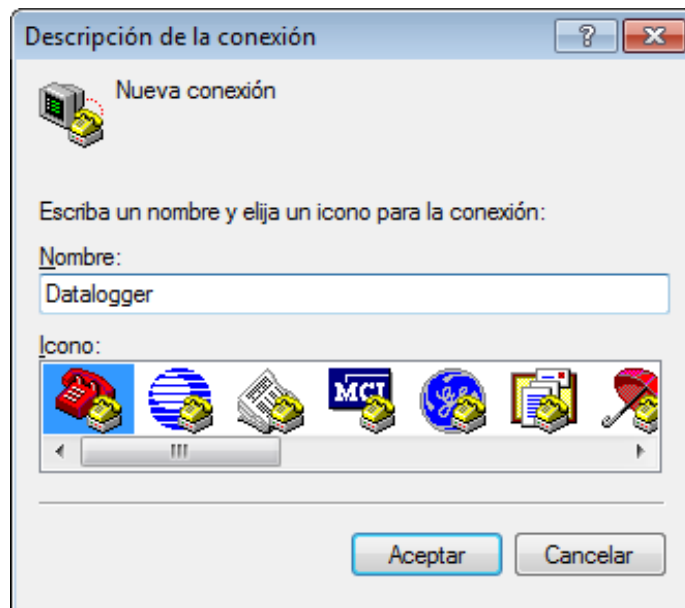 Descripción de la conexión
Nueva conexión
Escriba un nombre y elija un icono para la conexión:
Nombre:
Datalogger
Icono:
MCI
Aceptar
Cancelar